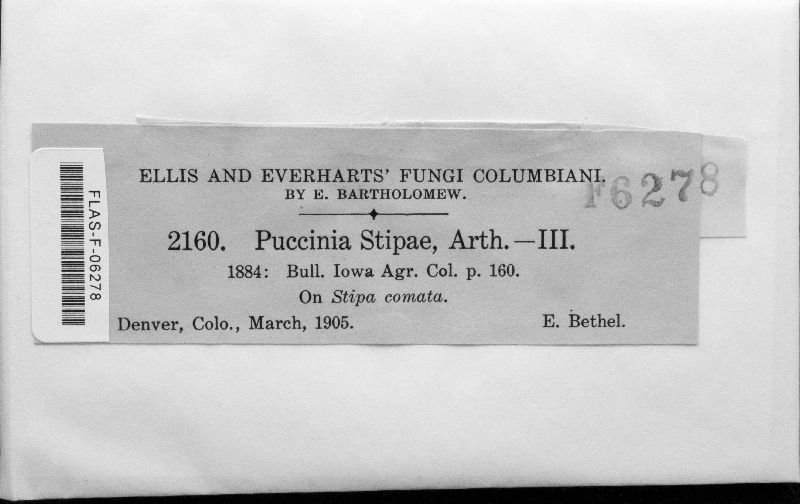 ELLIS AND EVERHARTS' FUNGI COLUMBIANI.
BY E. BARTHOLOMEW.
F6278
2160. Puccinia Stipae, Arth.—III.
1884: Bull. Iowa Agr. Col. p. 160.
On Stipa comata.
Denver, Colo., March, 1905. E. Bethel.
FLAS-F-06278